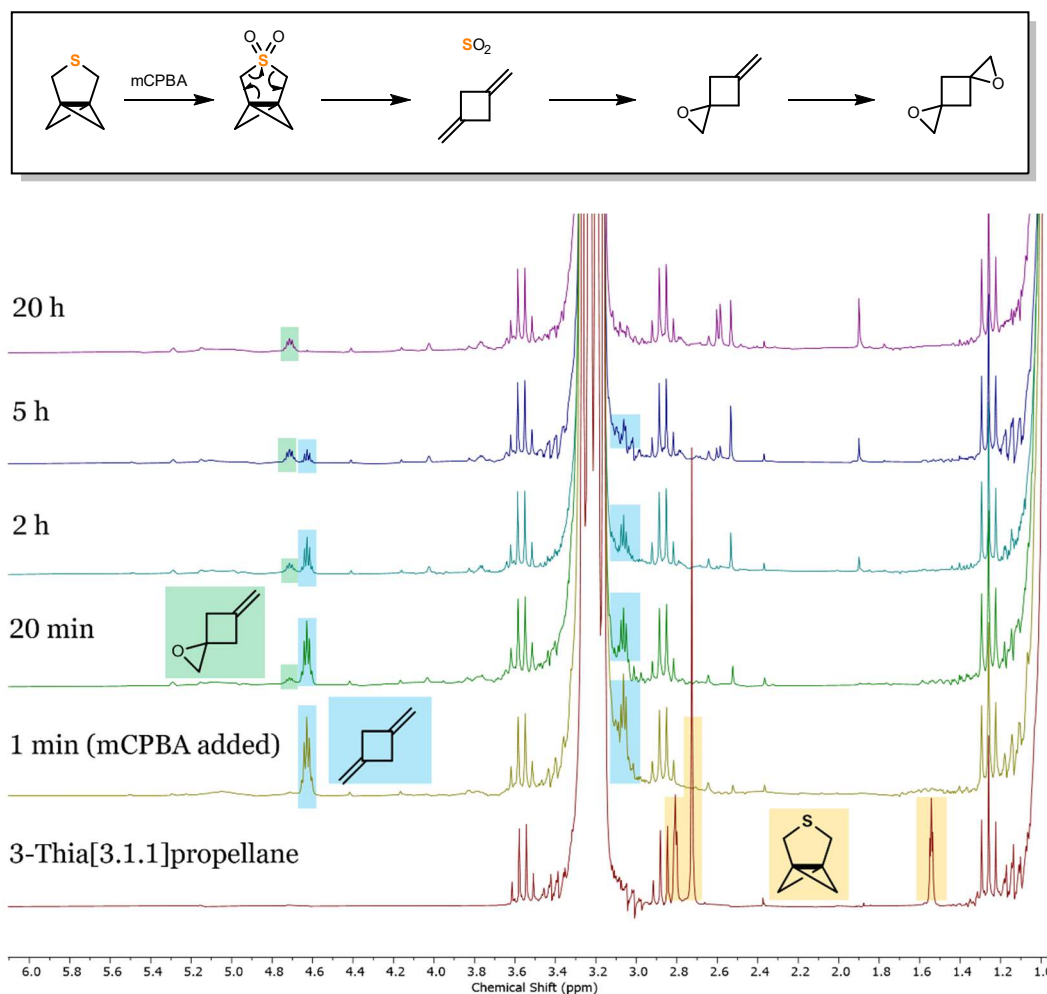 S
mCPBA
O O
S
SO2
O
O
O
20 h
5 h
2 h
20 min
O
1 min (mCPBA added)
3-Thia[3.1.1]propellane
S
6.0 5.8 5.6 5.4 5.2 5.0 4.8 4.6 4.4 4.2 4.0 3.8 3.6 3.4 3.2 3.0 2.8 2.6 2.4 2.2 2.0 1.8 1.6 1.4 1.2 1.0
Chemical Shift (ppm)